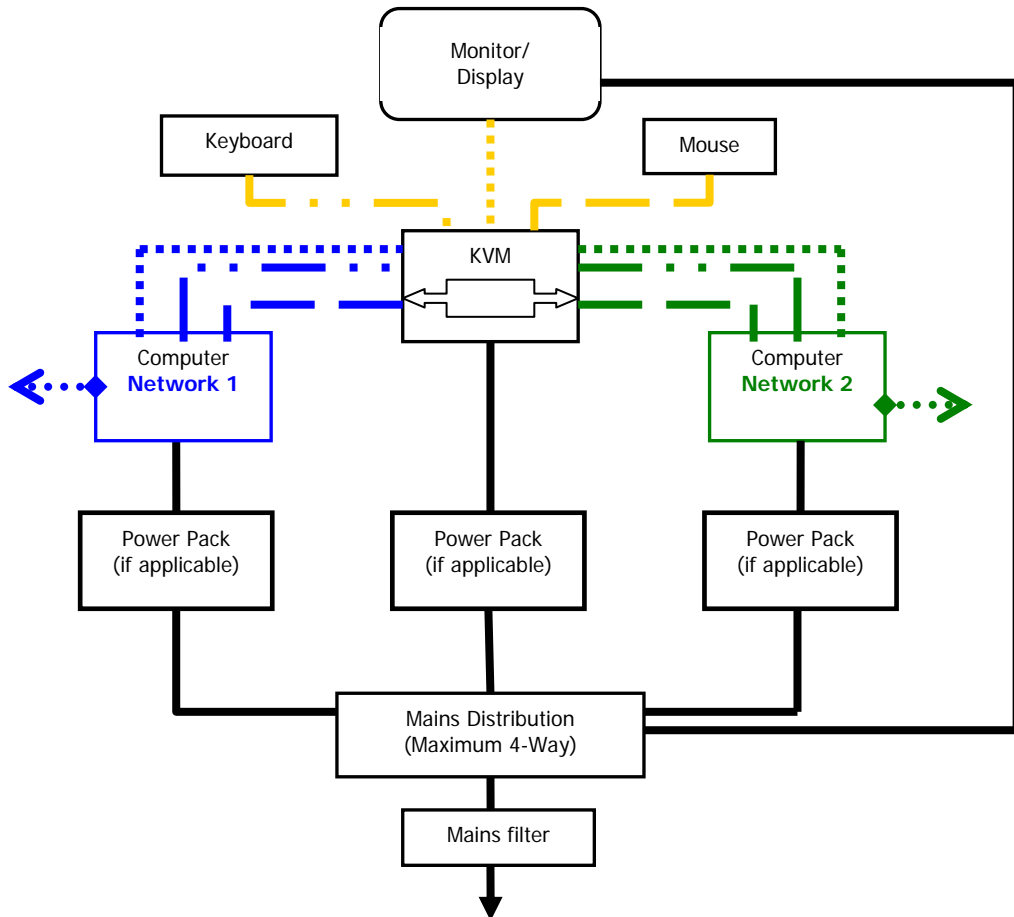 Monitor/
Display
Keyboard
Mouse
KVM
Computer
Network 1
Computer
Network 2
Power Pack
(if applicable)
Power Pack
(if applicable)
Power Pack
(if applicable)
Mains Distribution
(Maximum 4-Way)
Mains filter